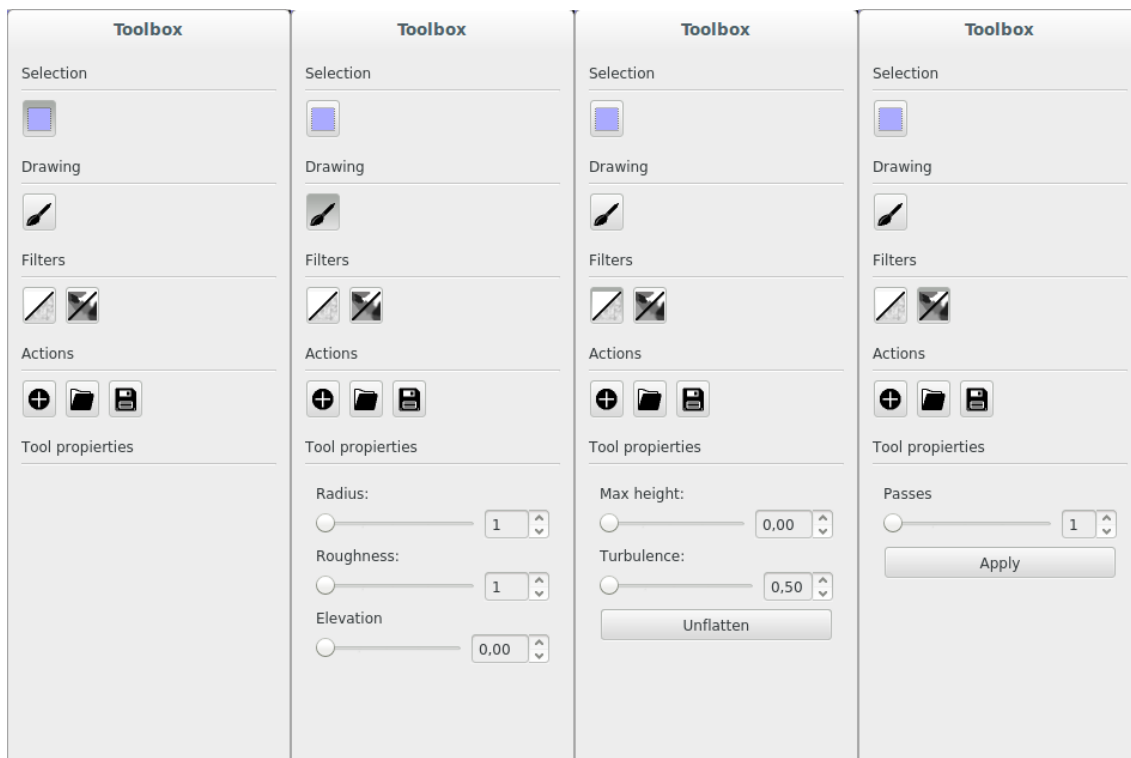 Toolbox
Selection
Drawing
Filters
Actions
Tool propierties
Toolbox
Selection
Drawing
Filters
Actions
Tool propierties
Radius:
1
Roughness:
1
Elevation
0,00
Toolbox
Selection
Drawing
Filters
Actions
Tool propierties
Max height:
0,00
Turbulence:
0,50
Unflatten
Toolbox
Selection
Drawing
Filters
Actions
Tool propierties
Passes
1
Apply